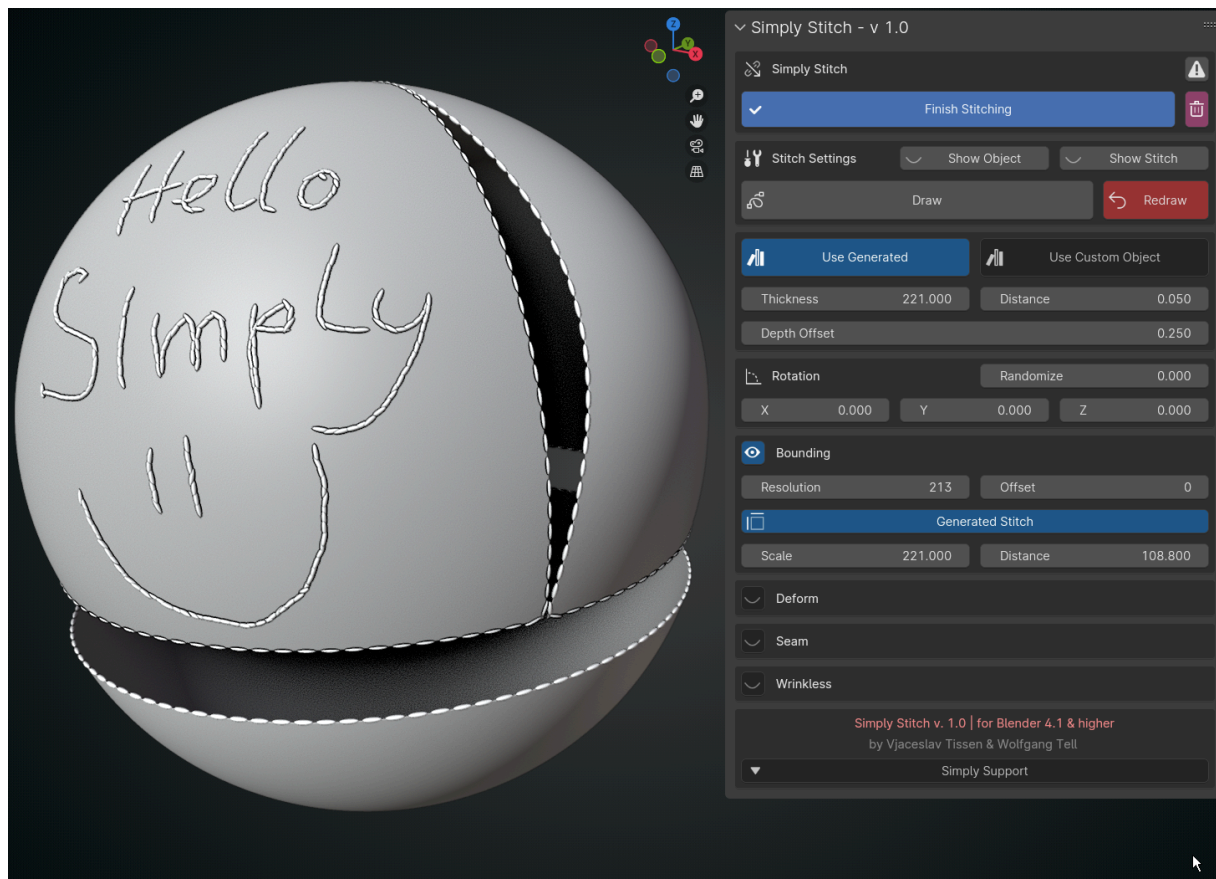 Simply Stitch - v 1.0
Simply Stitch
Finish Stitching
Stitch Settings Show Object Show Stitch
Draw Redraw
Use Generated Use Custom Object
Thickness 221.000 Distance 0.050
Depth Offset 0.250
Rotation Randomize 0.000
X 0.000 Y 0.000 Z 0.000
Bounding
Resolution 213 Offset 0
Generated Stitch
Scale 221.000 Distance 108.800
Deform
Seam
Wrinkless
Simply Stitch v. 1.0 | for Blender 4.1 & higher
by Vjaceslav Tissen & Wolfgang Tell
Simply Support
Hello
Simply
Z
Y
X